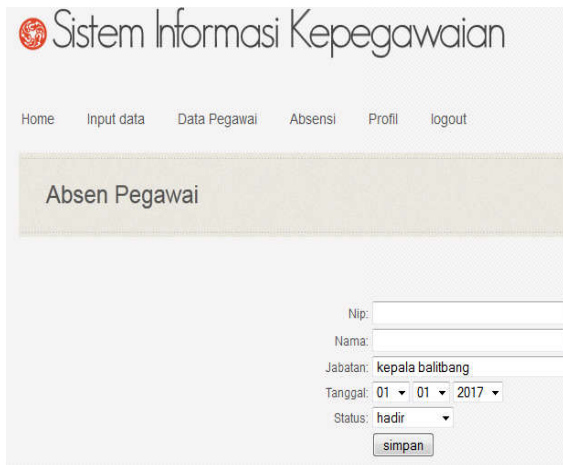 Sistem Informasi Kepegawaian
Home Input data Data Pegawai Absensi Profil logout
Absen Pegawai
Nip:
Nama:
Jabatan: kepala balitbang
Tanggal: 01 01 2017
Status: hadir
simpan